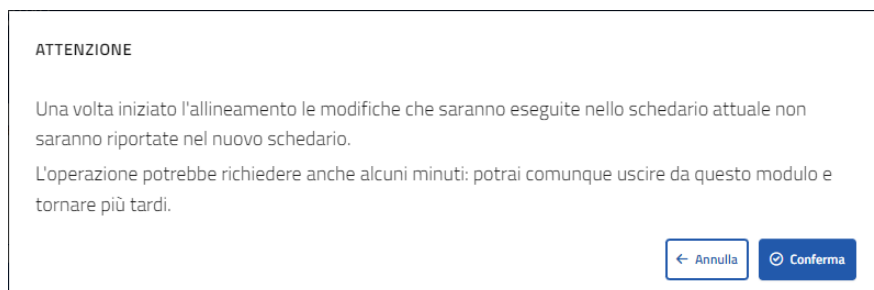 ATTENZIONE
Una volta iniziato l'allineamento le modifiche che saranno eseguite nello schedario attuale non
saranno riportate nel nuovo schedario.
L'operazione potrebbe richiedere anche alcuni minuti: potrai comunque uscire da questo modulo e
tornare più tardi.
← Annulla Conferma